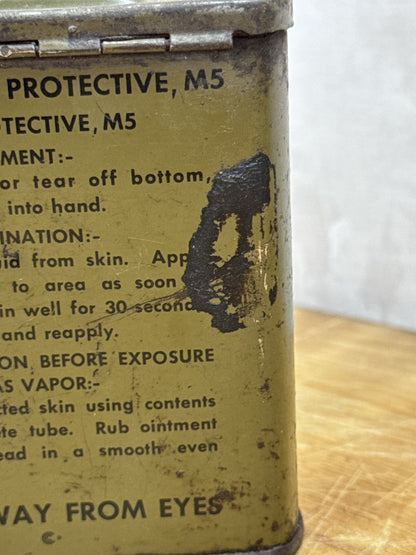 PROTECTIVE, M5
TECTIVE, M5
MENT:-
or tear off bottom,
into hand.
INATION:-
id from skin. App
to area as soon
in well for 30 second
and reapply.
ON BEFORE EXPOSURE
AS VAPOR:-
ted skin using contents
te tube. Rub ointment
ead in a smooth even
WAY FROM EYES